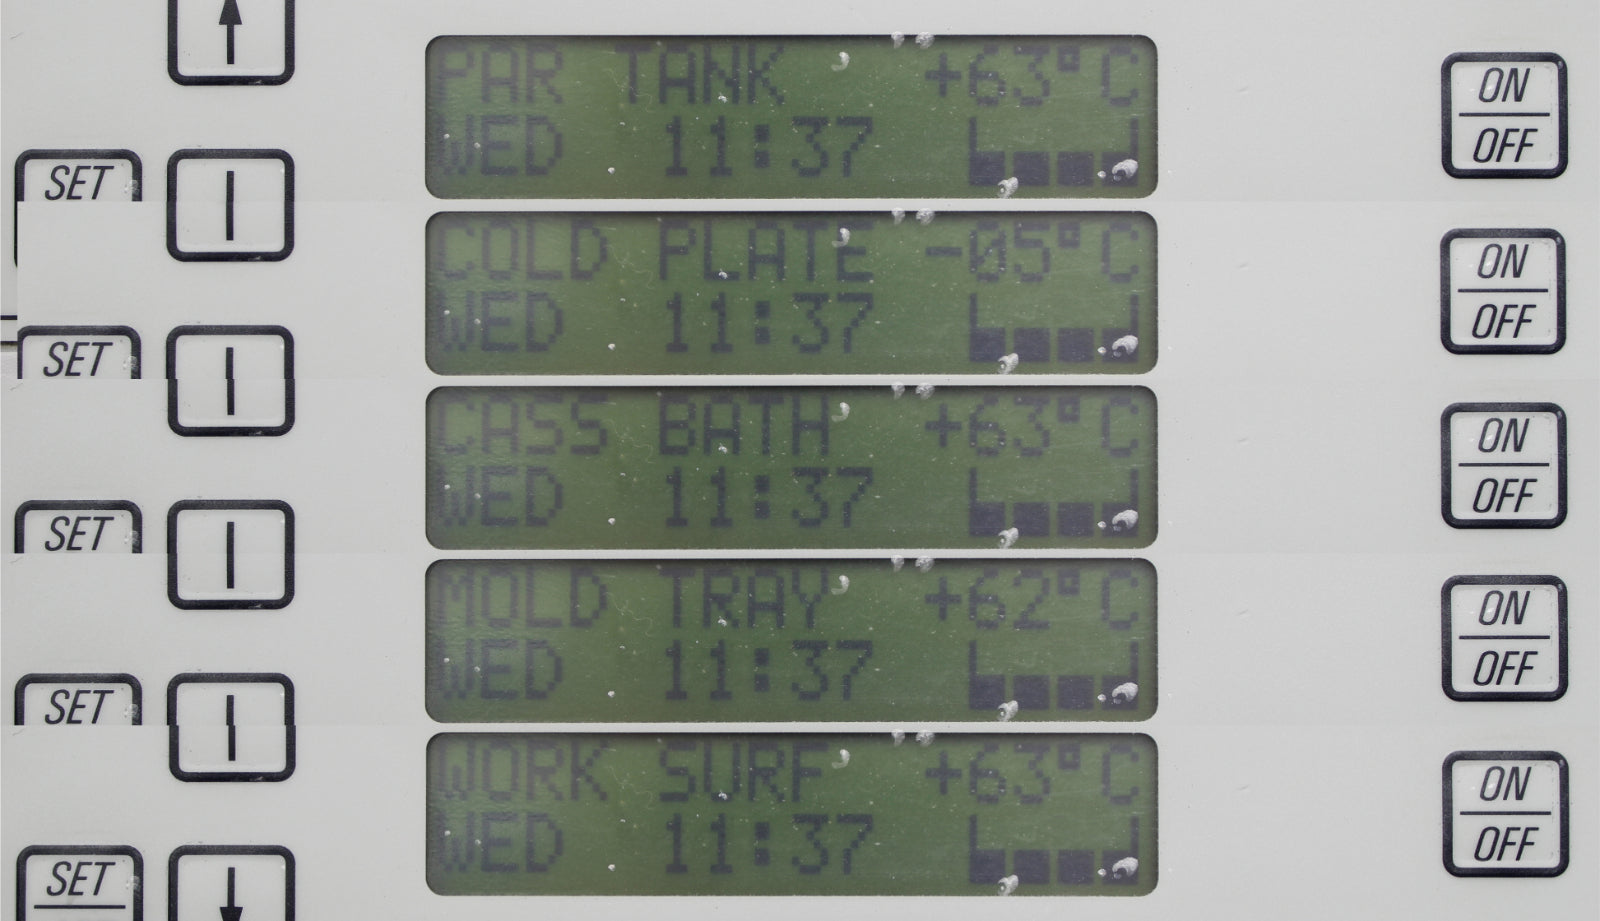 PAR TANK +63°C
WED 11:37
ON
OFF
SET
COLD PLATE -05°C
WED 11:37
ON
OFF
SET
CASS BATH +63°C
WED 11:37
ON
OFF
SET
MOLD TRAY +62°C
WED 11:37
ON
OFF
SET
WORK SURF +63°C
WED 11:37
ON
OFF
SET